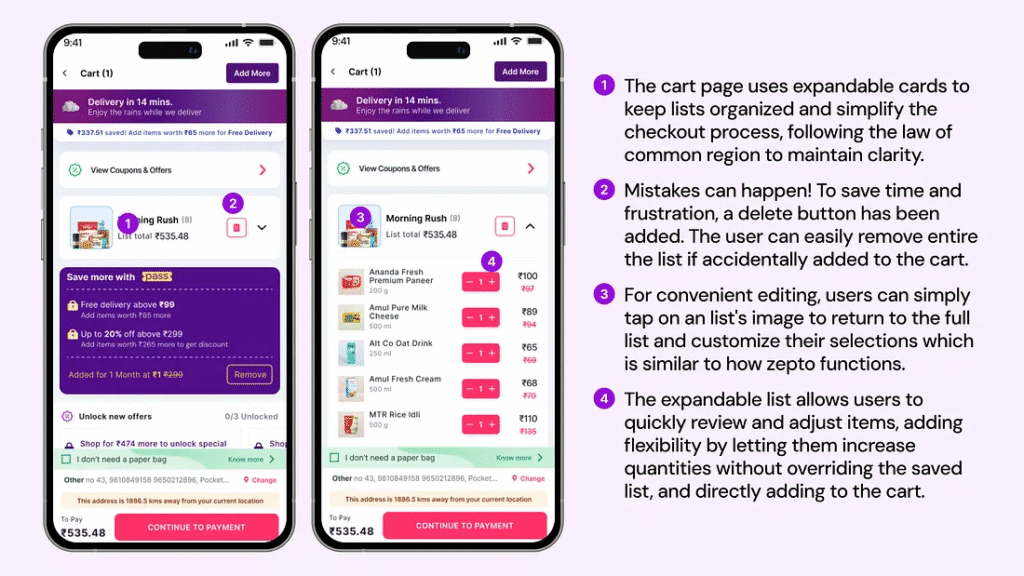 9:41
Cart (1)
Add More
Delivery in 14 mins.
Enjoy the rains while we deliver
₹337.51 saved! Add items worth ₹65 more for Free Delivery
View Coupons & Offers
1
2
rning Rush (8)
List total ₹535.48
Save more with pass
Free delivery above ₹99
Add items worth ₹65 more
Up to 20% off above ₹299
Add items worth ₹265 more to get discount
Added for 1 Month at ₹1 ₹299
Remove
Unlock new offers
0/3 Unlocked
Shop for ₹474 more to unlock special
Shop
I don't need a paper bag
Know more
Other no 43, 9810849158 9650212896, Pocket...
Change
This address is 1886.5 kms away from your current location
To Pay
₹535.48
CONTINUE TO PAYMENT
9:41
Cart (1)
Add More
Delivery in 14 mins.
Enjoy the rains while we deliver
₹337.51 saved! Add items worth ₹65 more for Free Delivery
View Coupons & Offers
3
Morning Rush (8)
List total ₹535.48
4
Ananda Fresh
Premium Paneer
200 g
− 1 +
₹100
₹97
Amul Pure Milk
Cheese
500 ml
− 1 +
₹89
₹94
Alt Co Oat Drink
250 ml
− 1 +
₹65
₹69
Amul Fresh Cream
500 ml
− 1 +
₹68
₹70
MTR Rice Idli
500 g
− 1 +
₹110
₹135
I don't need a paper bag
Know more
Other no 43, 9810849158 9650212896, Pocket...
Change
This address is 1886.5 kms away from your current location
To Pay
₹535.48
CONTINUE TO PAYMENT
1 The cart page uses expandable cards to
keep lists organized and simplify the
checkout process, following the law of
common region to maintain clarity.
2 Mistakes can happen! To save time and
frustration, a delete button has been
added. The user can easily remove entire
the list if accidentally added to the cart.
3 For convenient editing, users can simply
tap on an list's image to return to the full
list and customize their selections which
is similar to how zepto functions.
4 The expandable list allows users to
quickly review and adjust items, adding
flexibility by letting them increase
quantities without overriding the saved
list, and directly adding to the cart.